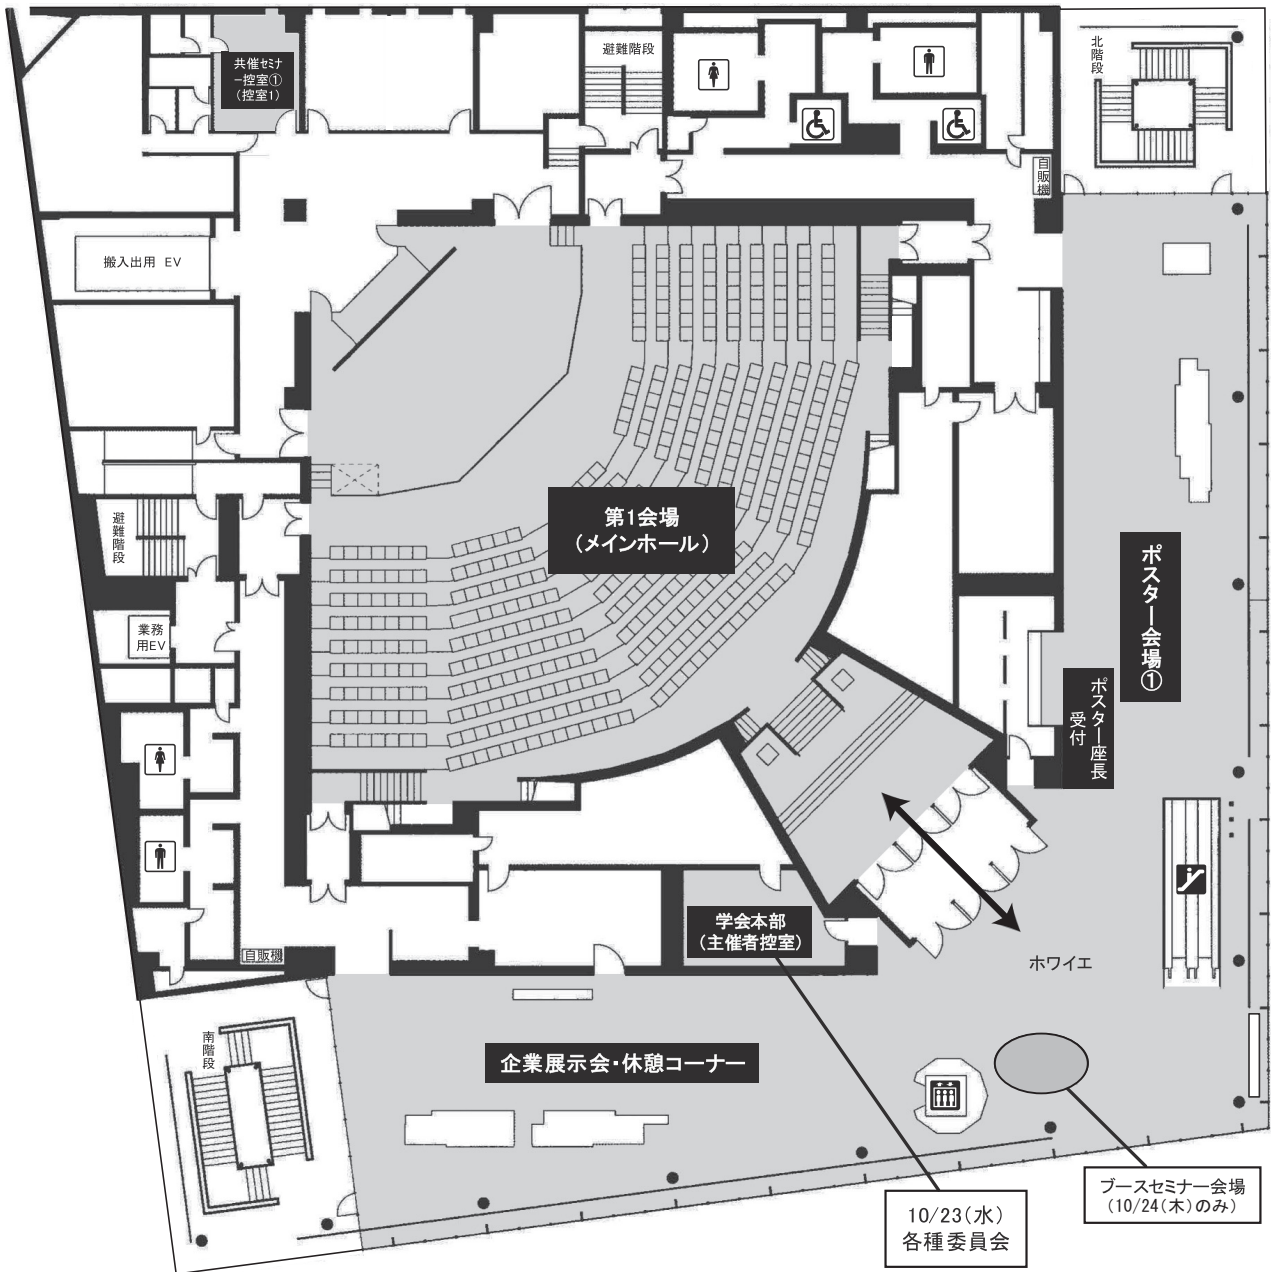 共催セミナ
ー控室①
(控室1)
避難階段
北階段
自販機
搬入出用 EV
第1会場
(メインホール)
避難階段
業務
用EV
ポスター会場①
ポスター座長
受付
学会本部
(主催者控室)
自販機
ホワイエ
南階段
企業展示会・休憩コーナー
10/23(水)
各種委員会
ブースセミナー会場
(10/24(木)のみ)